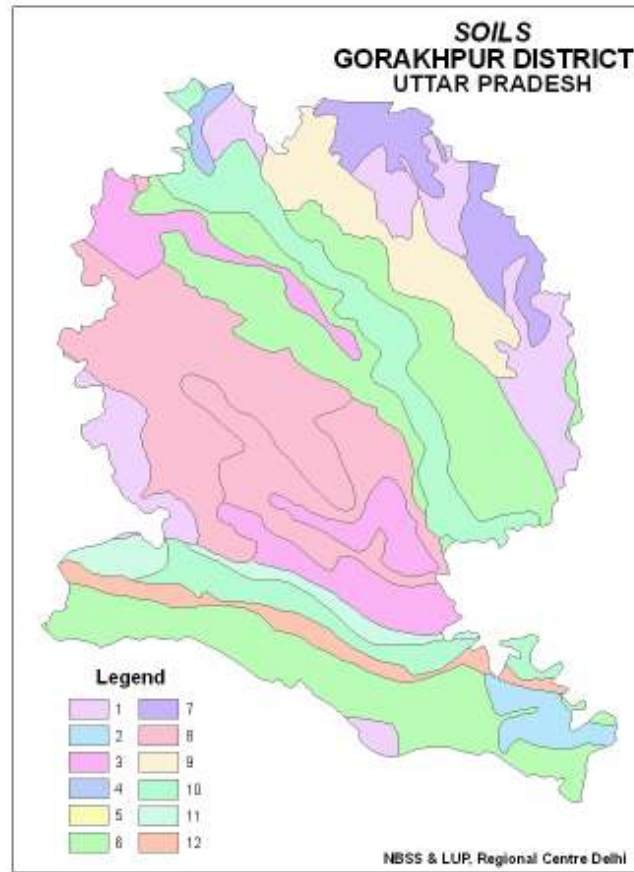 SOILS
GORAKHPUR DISTRICT
UTTAR PRADESH
Legend
1 7
2 8
3 9
4 10
5 11
6 12
NBSS & LUP, Regional Centre Delhi